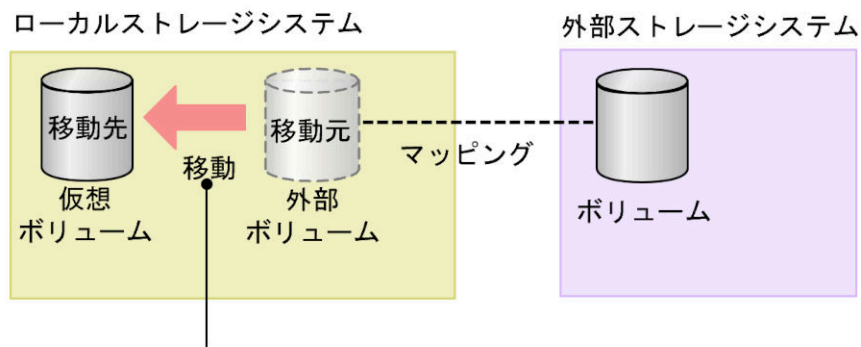 ローカルストレージシステム
外部ストレージシステム
移動先
移動元
マッピング
移動
仮想
ボリューム
外部
ボリューム
ボリューム